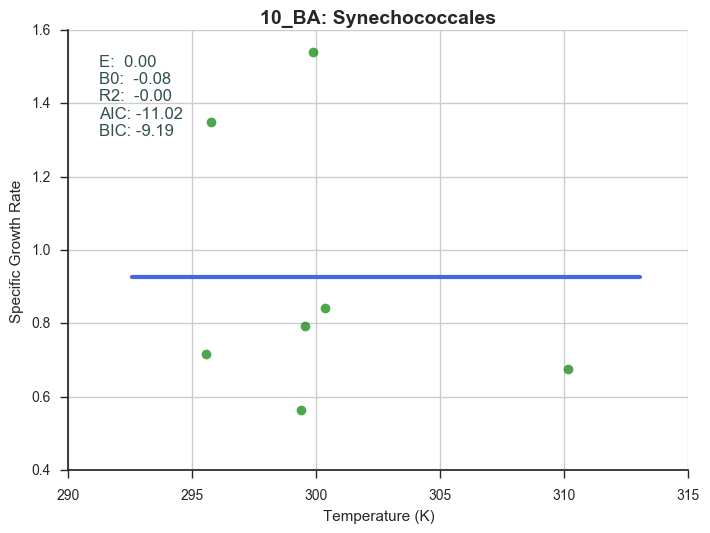 10_BA: Synechococcales
E:  0.00
B0:  -0.08
R2:  -0.00
AIC: -11.02
BIC: -9.19
Specific Growth Rate
1.6
1.4
1.2
1.0
0.8
0.6
0.4
290 295 300 305 310 315
Temperature (K)